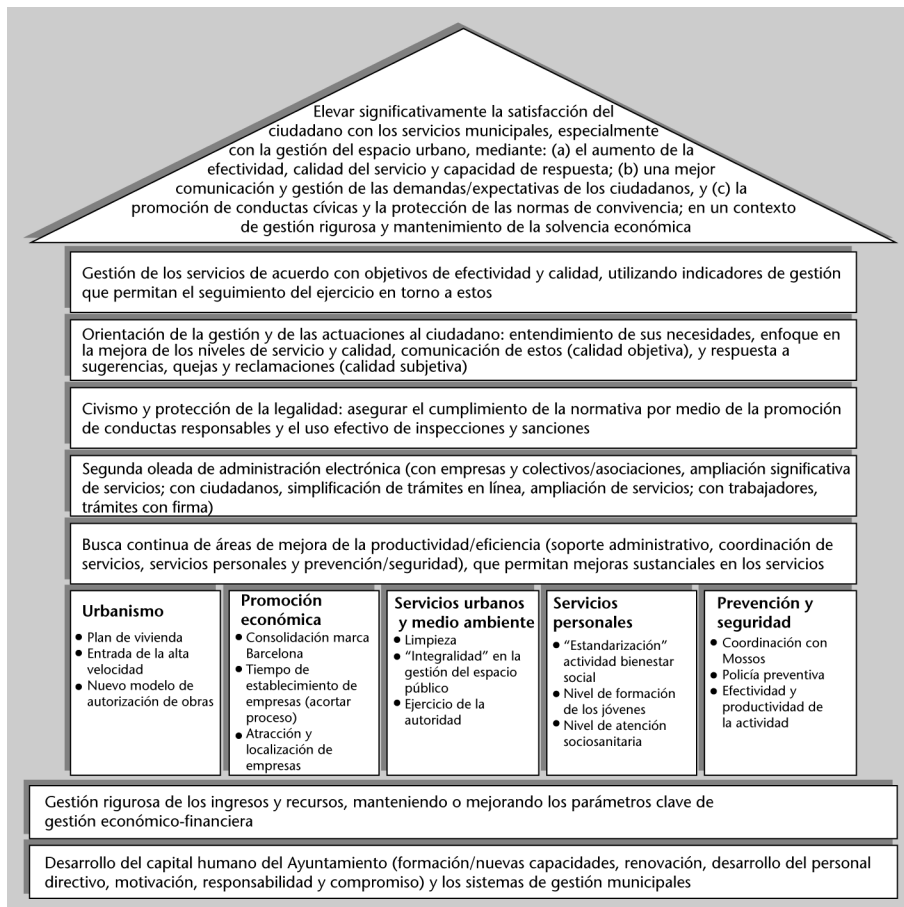 Elevar significativamente la satisfacción del
ciudadano con los servicios municipales, especialmente
con la gestión del espacio urbano, mediante: (a) el aumento de la
efectividad, calidad del servicio y capacidad de respuesta; (b) una mejor
comunicación y gestión de las demandas/expectativas de los ciudadanos, y (c) la
promoción de conductas cívicas y la protección de las normas de convivencia; en un contexto
de gestión rigurosa y mantenimiento de la solvencia económica
Gestión de los servicios de acuerdo con objetivos de efectividad y calidad, utilizando indicadores de gestión
que permitan el seguimiento del ejercicio en torno a estos
Orientación de la gestión y de las actuaciones al ciudadano: entendimiento de sus necesidades, enfoque en
la mejora de los niveles de servicio y calidad, comunicación de estos (calidad objetiva), y respuesta a
sugerencias, quejas y reclamaciones (calidad subjetiva)
Civismo y protección de la legalidad: asegurar el cumplimiento de la normativa por medio de la promoción
de conductas responsables y el uso efectivo de inspecciones y sanciones
Segunda oleada de administración electrónica (con empresas y colectivos/asociaciones, ampliación significativa
de servicios; con ciudadanos, simplificación de trámites en línea, ampliación de servicios; con trabajadores,
trámites con firma)
Busca continua de áreas de mejora de la productividad/eficiencia (soporte administrativo, coordinación de
servicios, servicios personales y prevención/seguridad), que permitan mejoras sustanciales en los servicios
Urbanismo
• Plan de vivienda
• Entrada de la alta
velocidad
• Nuevo modelo de
autorización de obras
Promoción
económica
• Consolidación marca
Barcelona
• Tiempo de
establecimiento de
empresas (acortar
proceso)
• Atracción y
localización de
empresas
Servicios urbanos
y medio ambiente
• Limpieza
• “Integralidad” en la
gestión del espacio
público
• Ejercicio de la
autoridad
Servicios
personales
• “Estandarización”
actividad bienestar
social
• Nivel de formación
de los jóvenes
• Nivel de atención
sociosanitaria
Prevención y
seguridad
• Coordinación con
Mossos
• Policía preventiva
• Efectividad y
productividad de
la actividad
Gestión rigurosa de los ingresos y recursos, manteniendo o mejorando los parámetros clave de
gestión económico-financiera
Desarrollo del capital humano del Ayuntamiento (formación/nuevas capacidades, renovación, desarrollo del personal
directivo, motivación, responsabilidad y compromiso) y los sistemas de gestión municipales